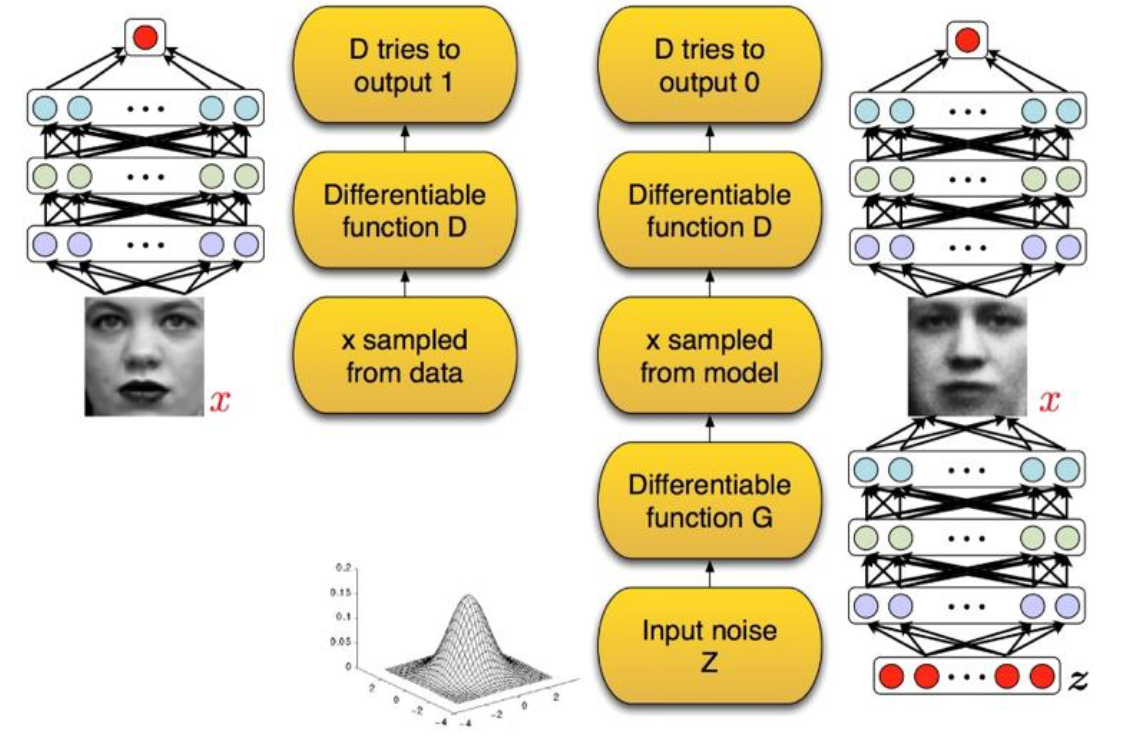 D tries to
output 1
Differentiable
function D
x sampled
from data
x
D tries to
output 0
Differentiable
function D
x sampled
from model
Differentiable
function G
Input noise
Z
x
z
0.2
0.15
0.1
0.05
0
2
0
-2
-4
-4
-2
0
2